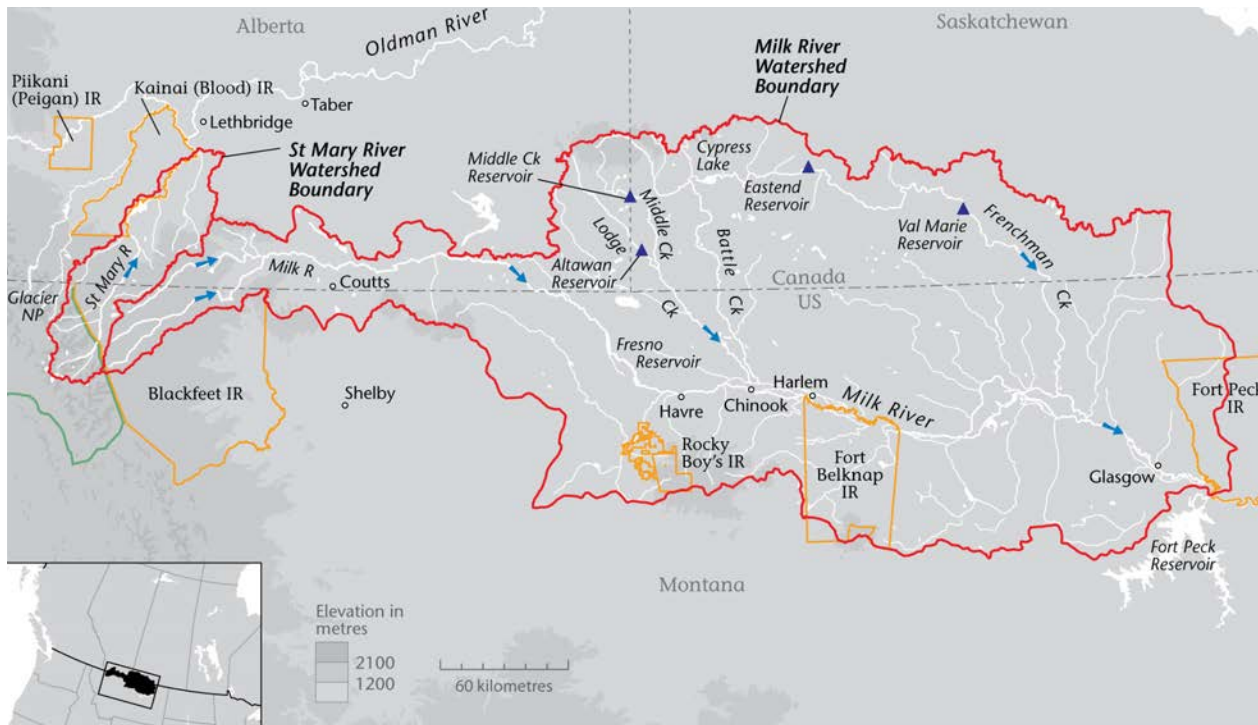 Alberta
Saskatchewan
Oldman River
Milk River
Watershed
Boundary
Piikani
(Peigan) IR
Kainai (Blood) IR
Taber
Lethbridge
St Mary River
Watershed
Boundary
Middle Ck
Reservoir
Cypress
Lake
Eastend
Reservoir
Middle Ck
Lodge
Ck
Battle
Ck
Val Marie
Reservoir
Frenchman
Ck
Altawan
Reservoir
St Mary R
Milk R
Coutts
Canada
US
Glacier
NP
Fresno
Reservoir
Blackfeet IR
Shelby
Havre
Chinook
Harlem
Milk River
Fort Peck
IR
Rocky
Boy's IR
Fort
Belknap
IR
Glasgow
Fort Peck
Reservoir
Montana
Elevation in
metres
2100
1200
60 kilometres